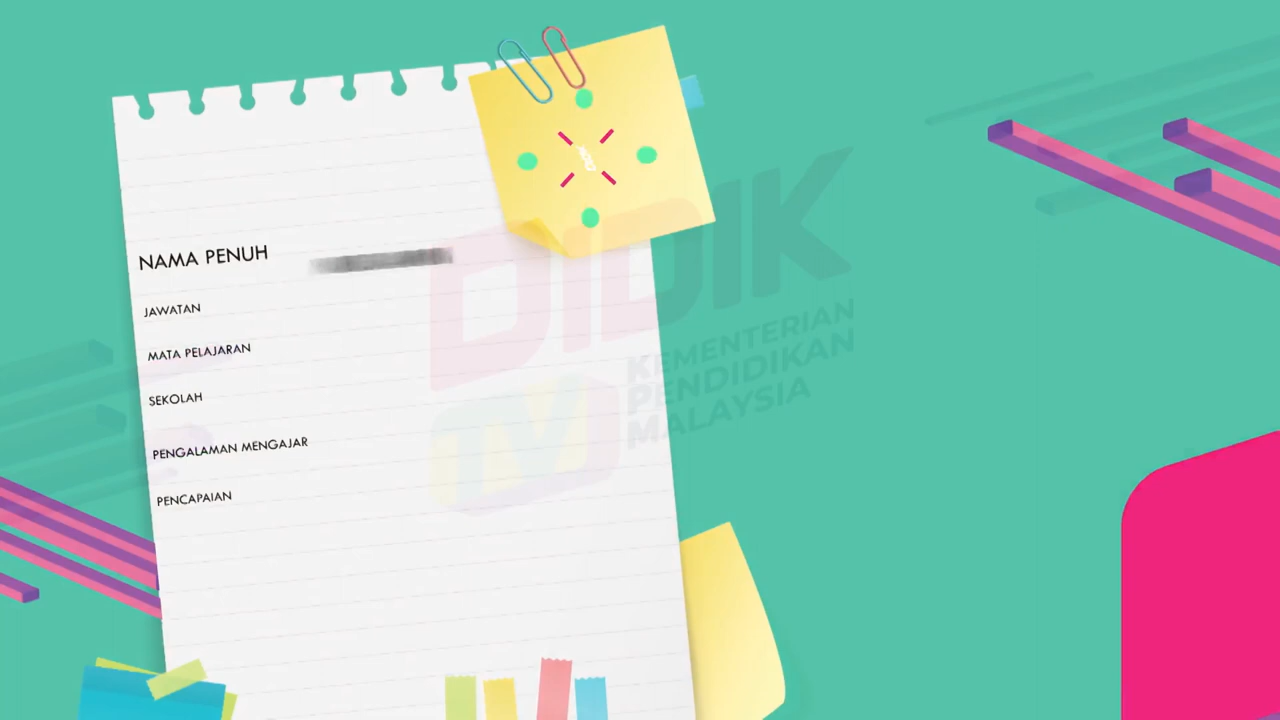 NAMA PENUH
JAWATAN
MATA PELAJARAN
SEKOLAH
PENGALAMAN MENGAJAR
PENCAPAIAN
DIDIK
TV
KEMENTERIAN
PENDIDIKAN
MALAYSIA